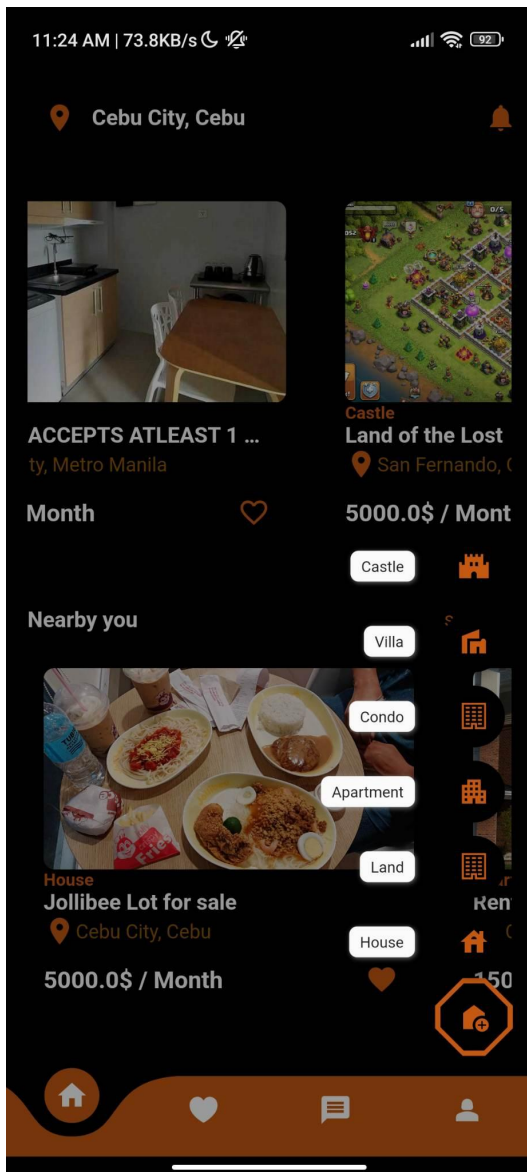 11:24 AM | 73.8KB/s
92
Cebu City, Cebu
0/5
ACCEPTS ATLEAST 1 ...
ty, Metro Manila
Month
Castle
Land of the Lost
San Fernando, C
5000.0$ / Mont
Castle
Nearby you
s
Villa
Condo
Apartment
Land
House
Jollibee Lot for sale
Cebu City, Cebu
5000.0$ / Month
House
Ren
150